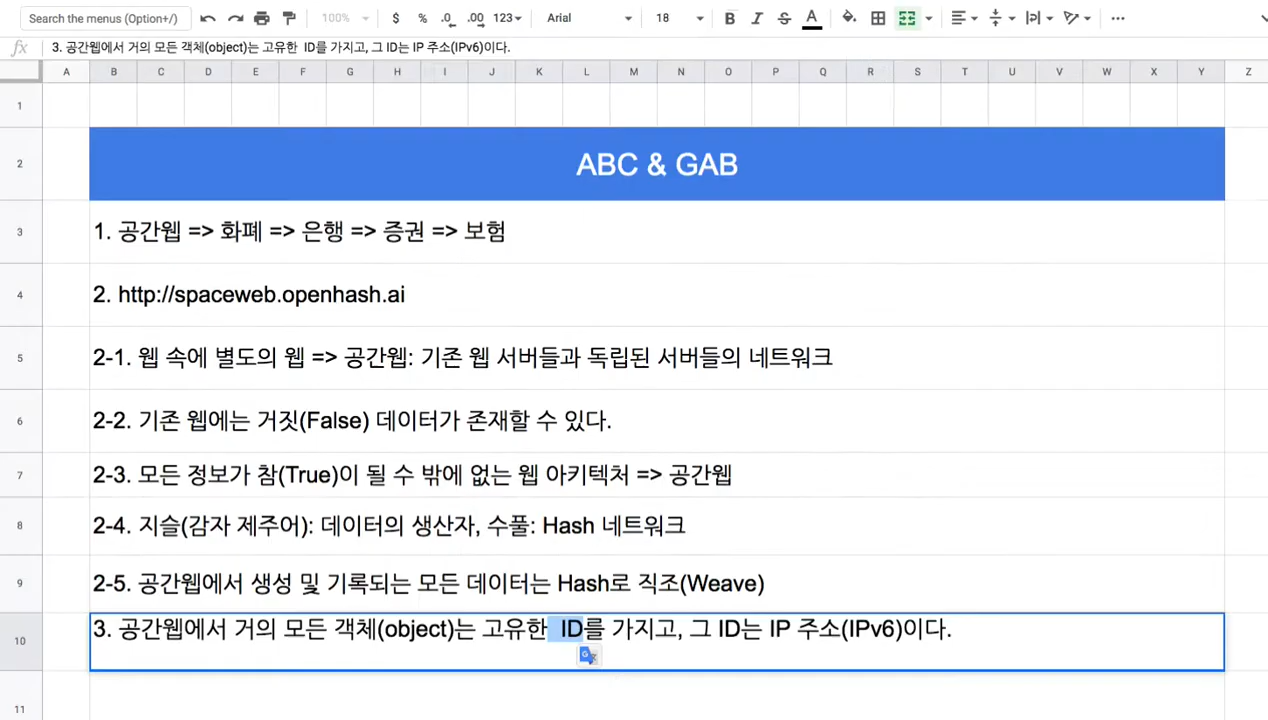 Search the menus (Option+/) 100% $ % .0 .00 123 Arial 18 B I S A
fx 3. 공간웹에서 거의 모든 객체(object)는 고유한  ID를 가지고, 그 ID는 IP 주소(IPv6)이다.
A B C D E F G H I J K L M N O P Q R S T U V W X Y Z
1
2 ABC & GAB
3 1. 공간웹 => 화폐 => 은행 => 증권 => 보험
4 2. http://spaceweb.openhash.ai
5 2-1. 웹 속에 별도의 웹 => 공간웹: 기존 웹 서버들과 독립된 서버들의 네트워크
6 2-2. 기존 웹에는 거짓(False) 데이터가 존재할 수 있다.
7 2-3. 모든 정보가 참(True)이 될 수 밖에 없는 웹 아키텍처 => 공간웹
8 2-4. 지슬(감자 제주어): 데이터의 생산자, 수풀: Hash 네트워크
9 2-5. 공간웹에서 생성 및 기록되는 모든 데이터는 Hash로 직조(Weave)
10 3. 공간웹에서 거의 모든 객체(object)는 고유한  ID를 가지고, 그 ID는 IP 주소(IPv6)이다.
11